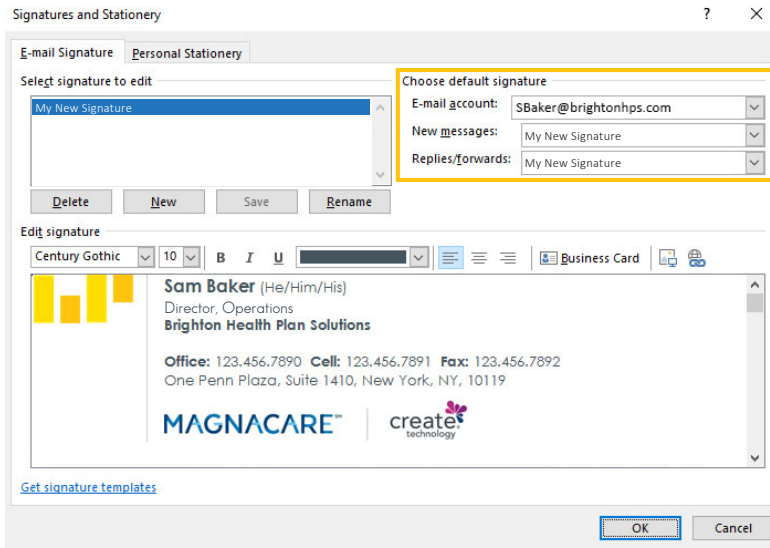 Signatures and Stationery
? ×
E-mail Signature Personal Stationery
Select signature to edit
My New Signature
Delete New Save Rename
Choose default signature
E-mail account: SBaker@brightonhps.com
New messages: My New Signature
Replies/forwards: My New Signature
Edit signature
Century Gothic 10 B I U Business Card
Sam Baker (He/Him/His)
Director, Operations
Brighton Health Plan Solutions
Office: 123.456.7890 Cell: 123.456.7891 Fax: 123.456.7892
One Penn Plaza, Suite 1410, New York, NY, 10119
MAGNACARE™
create
technology
Get signature templates
OK Cancel